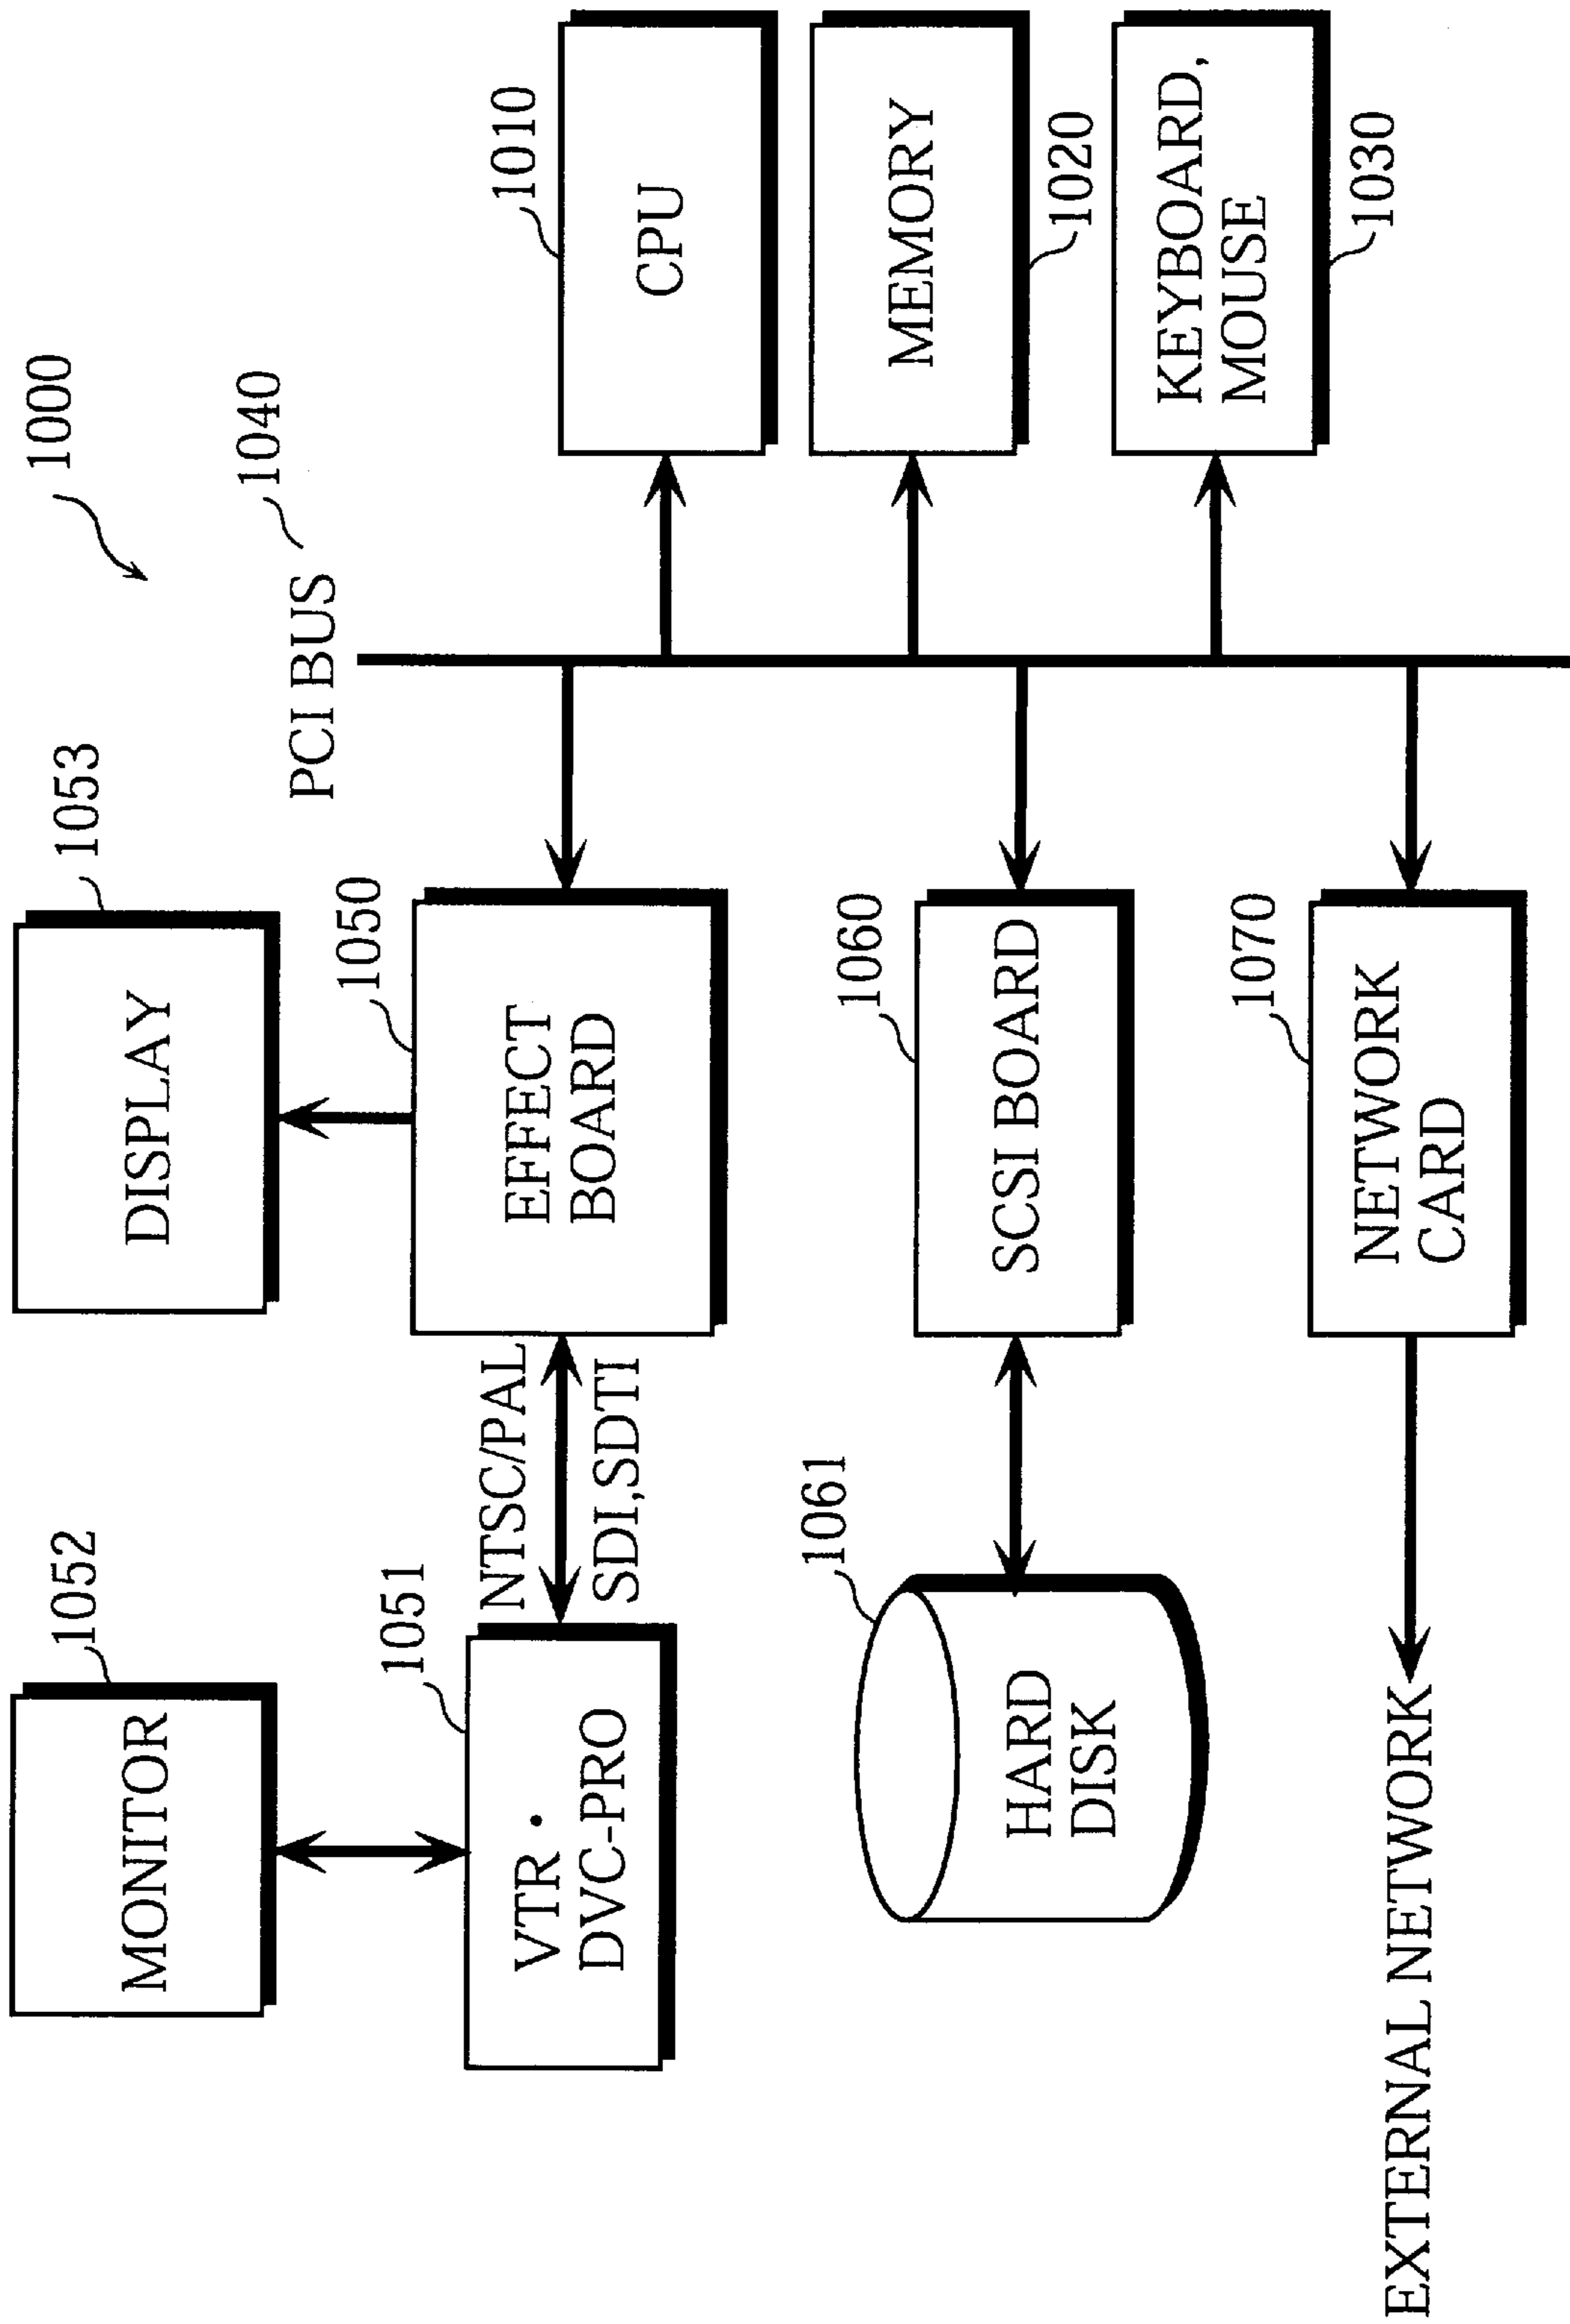 1052
1053
1000
MONITOR
DISPLAY
1040
PCI BUS
1051
1050
1010
VTR ·
DVC-PRO
NTSC/PAL
SDI,SDTI
EFFECT
BOARD
CPU
1061
1060
MEMORY
HARD
DISK
SCSI BOARD
1020
1070
KEYBOARD,
MOUSE
1030
EXTERNAL NETWORK
NETWORK
CARD